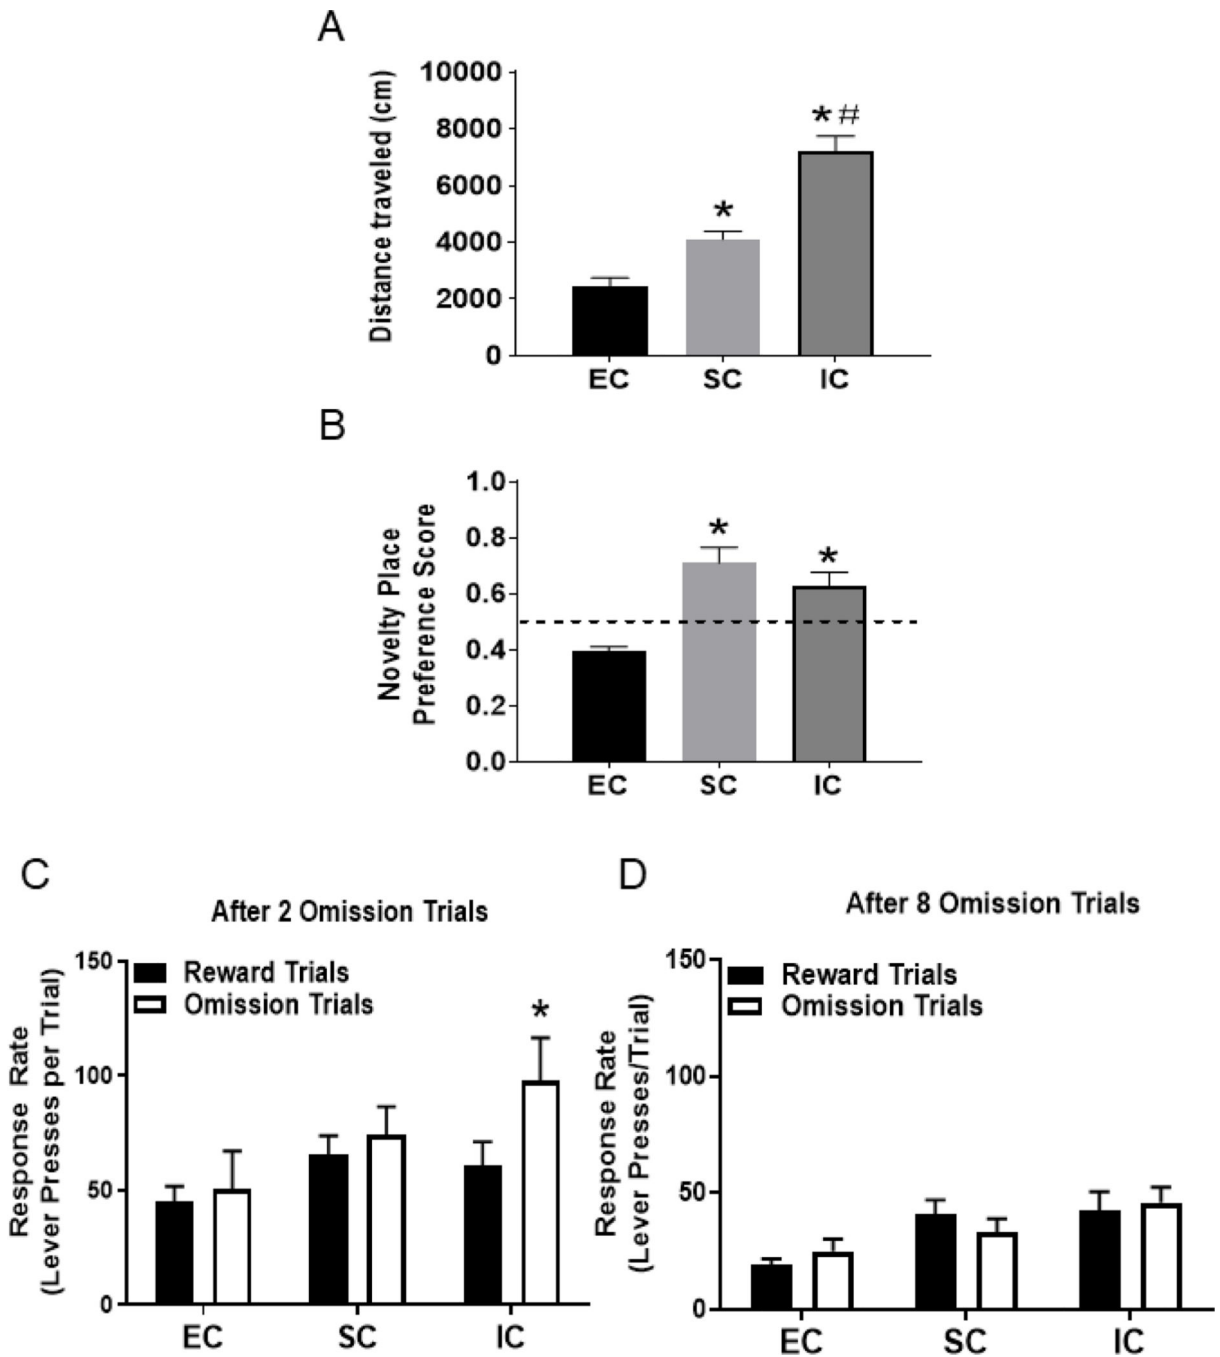 A
Distance traveled (cm)
10000
8000
6000
4000
2000
0
*#
*
EC SC IC
B
Novelty Place
Preference Score
1.0
0.8
0.6
0.4
0.2
0.0
*
*
EC SC IC
C
After 2 Omission Trials
Response Rate
(Lever Presses per Trial)
150
100
50
0
Reward Trials
Omission Trials
*
EC SC IC
D
After 8 Omission Trials
Response Rate
(Lever Presses/Trial)
150
100
50
0
Reward Trials
Omission Trials
EC SC IC